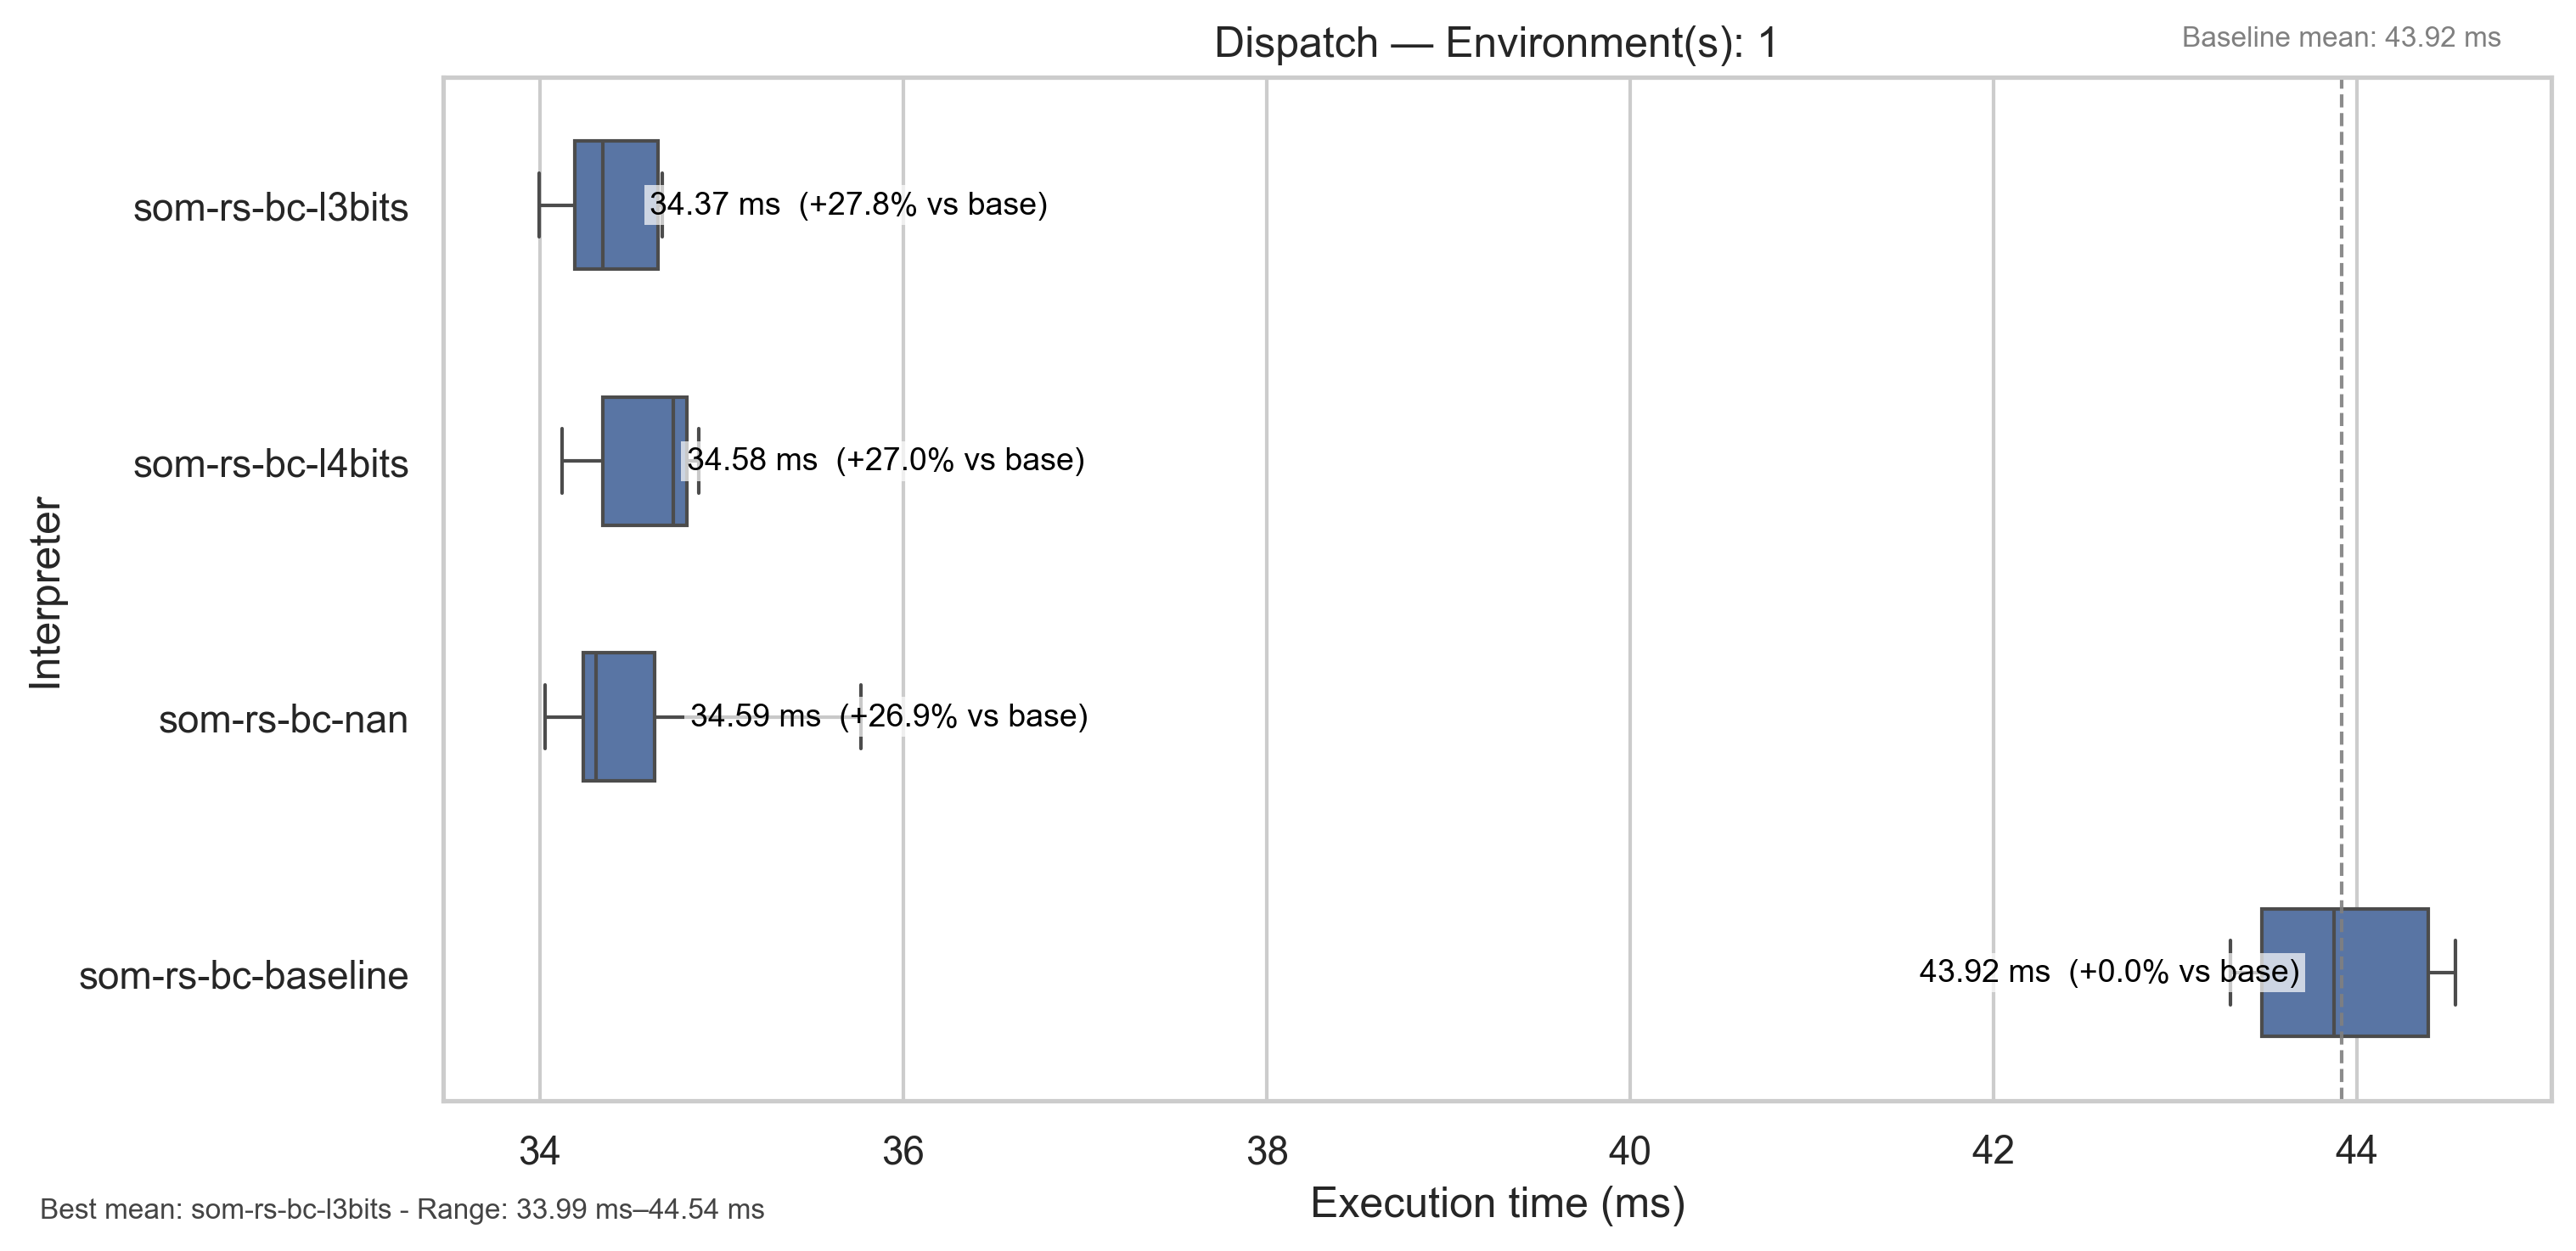 Dispatch — Environment(s): 1
Baseline mean: 43.92 ms
Interpreter
som-rs-bc-l3bits
34.37 ms  (+27.8% vs base)
som-rs-bc-l4bits
34.58 ms  (+27.0% vs base)
som-rs-bc-nan
34.59 ms  (+26.9% vs base)
som-rs-bc-baseline
43.92 ms  (+0.0% vs base)
34 36 38 40 42 44
Execution time (ms)
Best mean: som-rs-bc-l3bits - Range: 33.99 ms–44.54 ms